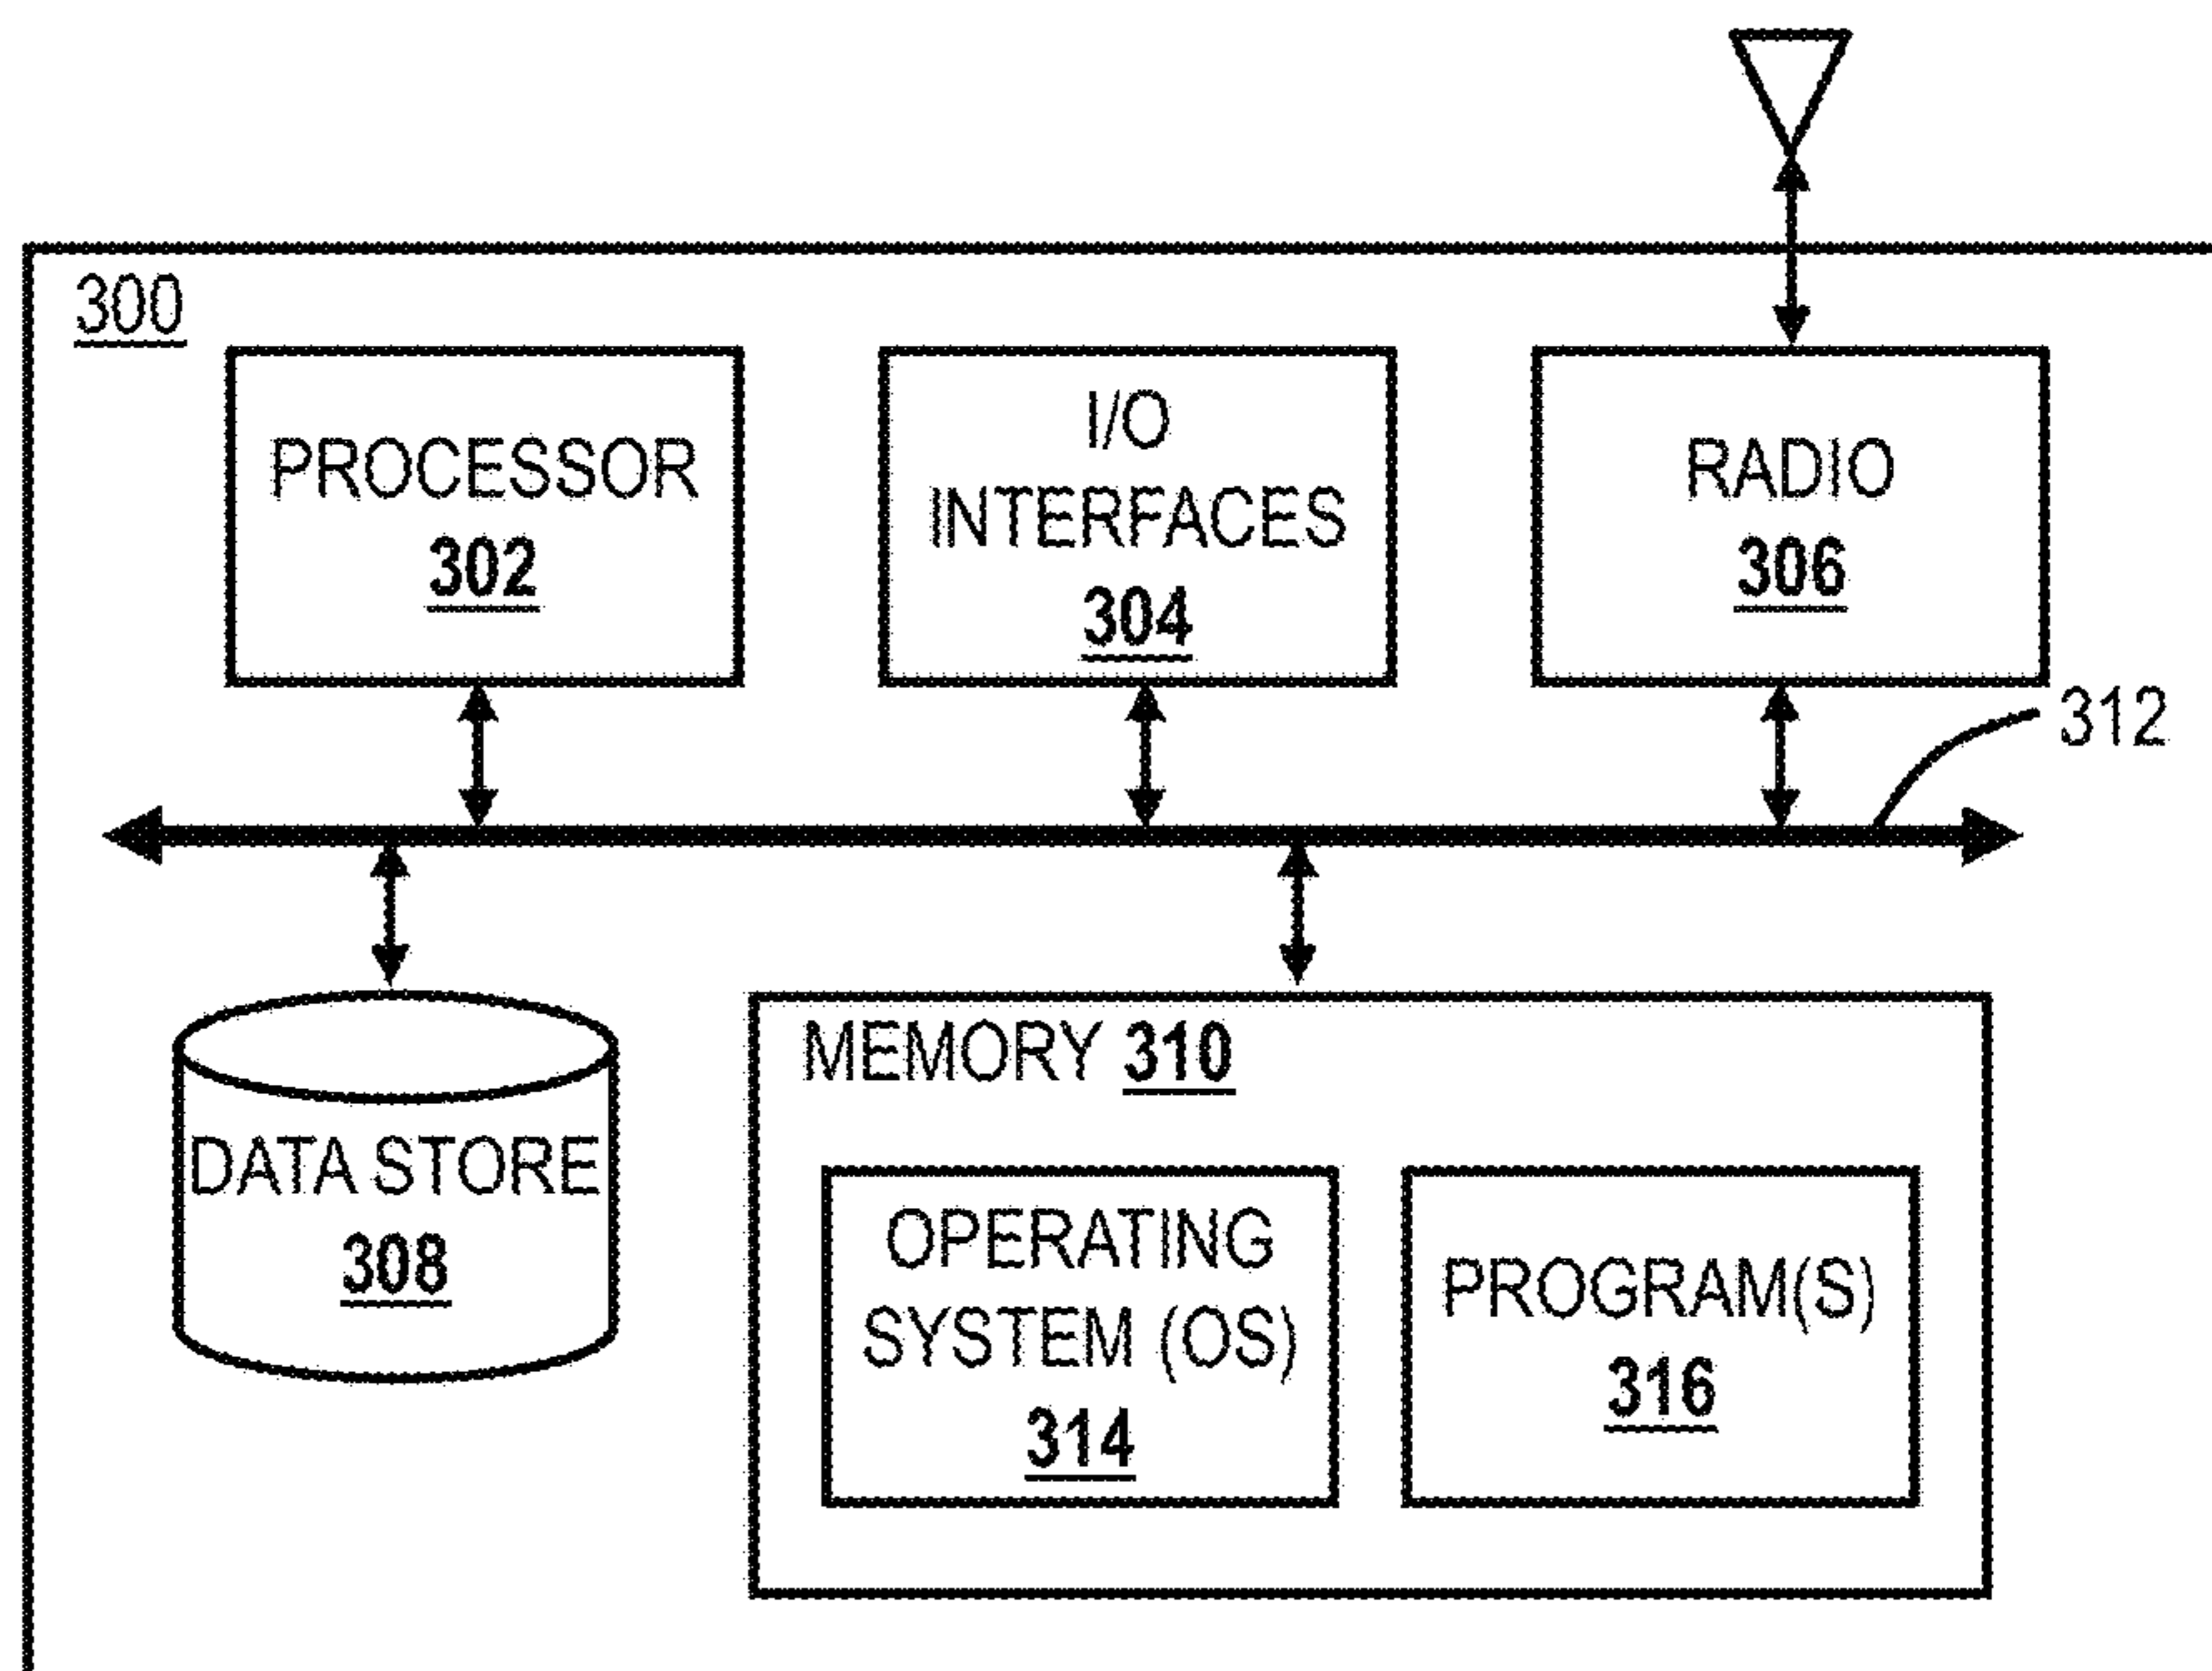 300
PROCESSOR
302
I/O
INTERFACES
304
RADIO
306
312
DATA STORE
308
MEMORY 310
OPERATING
SYSTEM (OS)
314
PROGRAM(S)
316